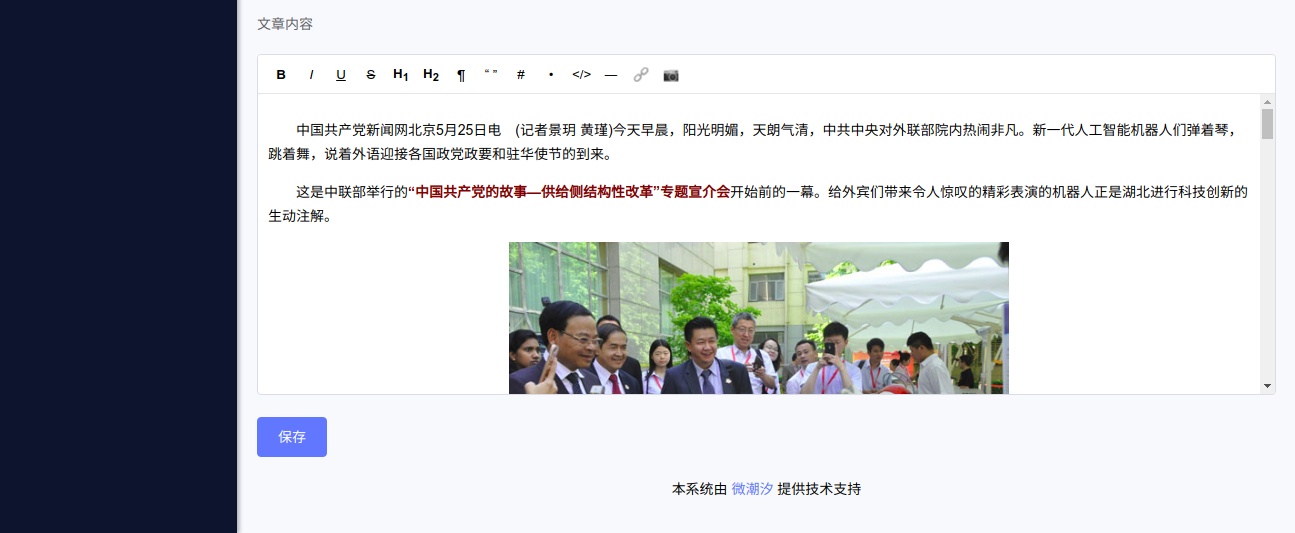 文章内容
B I U S H1 H2 ¶ “ ” # • </> —
中国共产党新闻网北京5月25日电　(记者景玥 黄瑾)今天早晨，阳光明媚，天朗气清，中共中央对外联部院内热闹非凡。新一代人工智能机器人们弹着琴，
跳着舞，说着外语迎接各国政党政要和驻华使节的到来。
这是中联部举行的“中国共产党的故事—供给侧结构性改革”专题宣介会开始前的一幕。给外宾们带来令人惊叹的精彩表演的机器人正是湖北进行科技创新的
生动注解。
保存
本系统由 微潮汐 提供技术支持